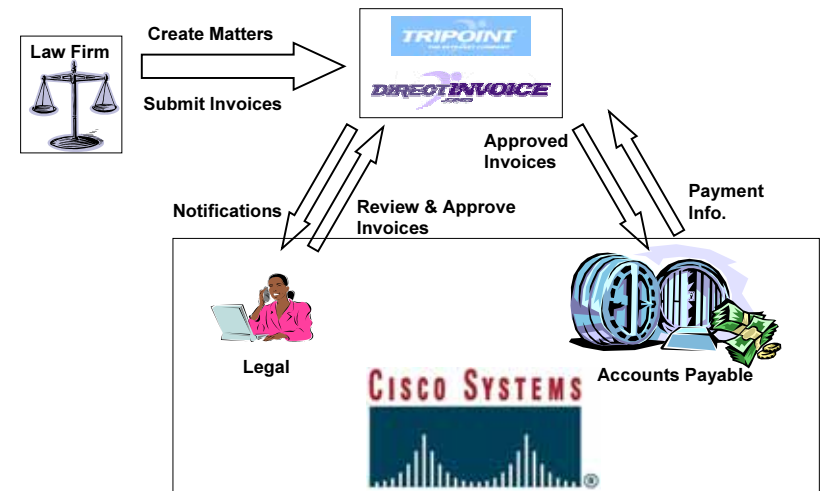 Law Firm
Create Matters
Submit Invoices
TRIPOINT
DIRECTINVOICE
Notifications
Review & Approve
Invoices
Approved
Invoices
Payment
Info.
Legal
Accounts Payable
CISCO SYSTEMS
®